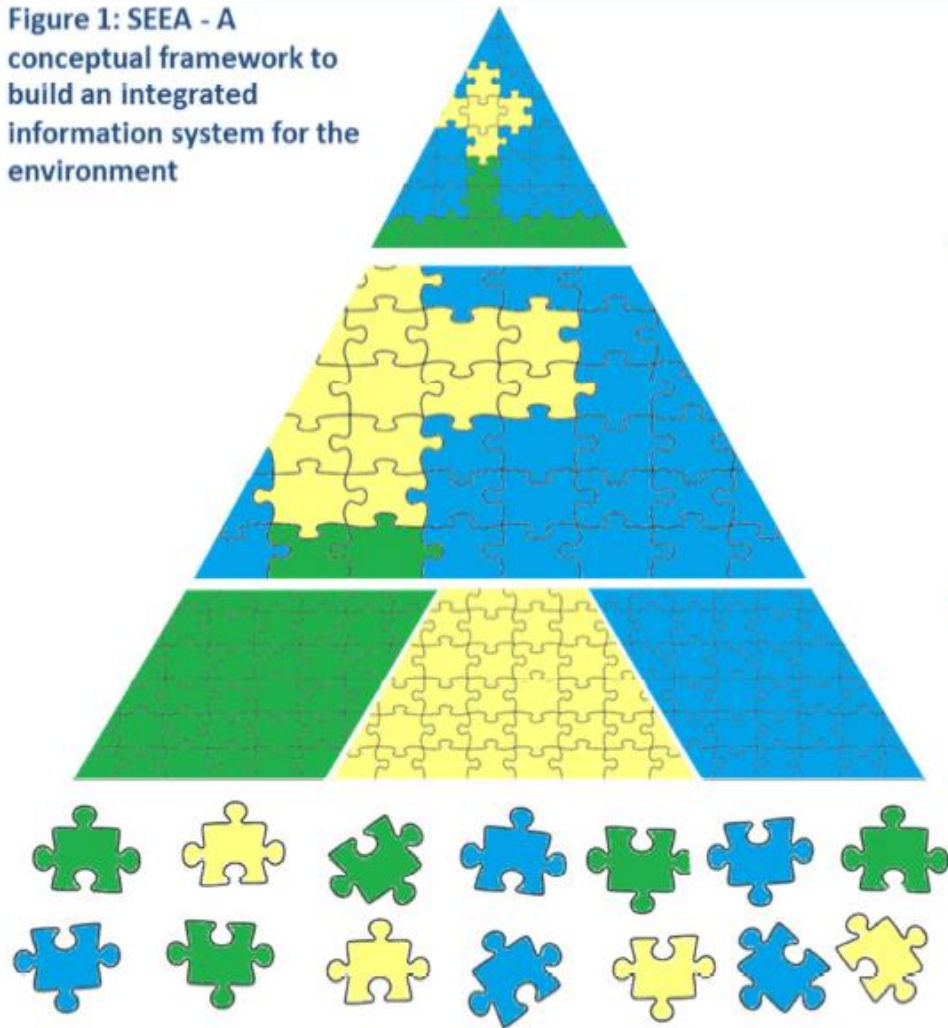 Figure 1: SEEA - A
conceptual framework to
build an integrated
information system for the
environment